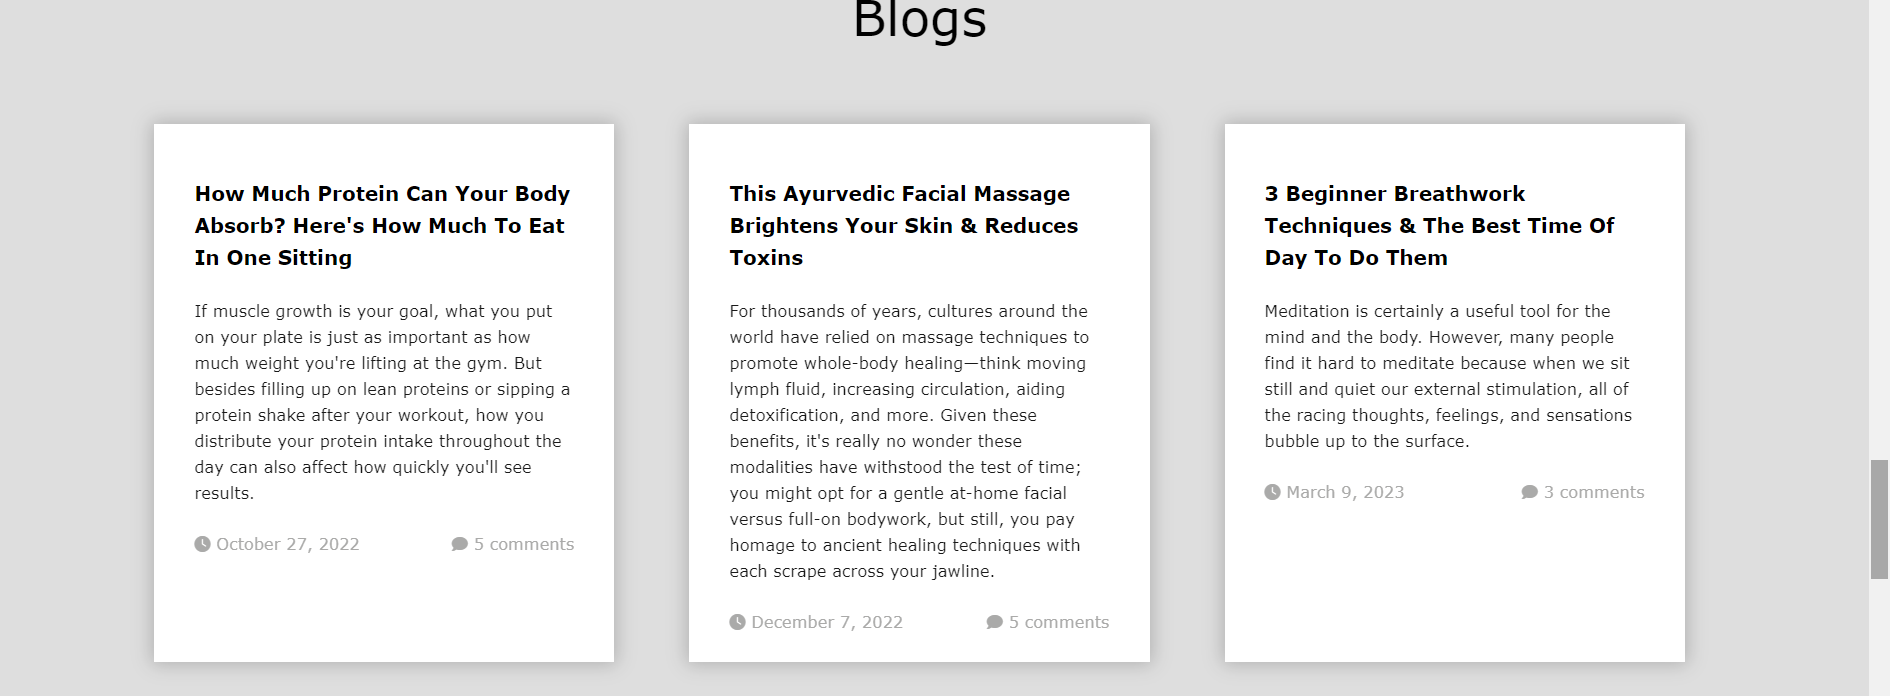 Blogs
How Much Protein Can Your Body
Absorb? Here's How Much To Eat
In One Sitting
If muscle growth is your goal, what you put
on your plate is just as important as how
much weight you're lifting at the gym. But
besides filling up on lean proteins or sipping a
protein shake after your workout, how you
distribute your protein intake throughout the
day can also affect how quickly you'll see
results.
October 27, 2022
5 comments
This Ayurvedic Facial Massage
Brightens Your Skin & Reduces
Toxins
For thousands of years, cultures around the
world have relied on massage techniques to
promote whole-body healing—think moving
lymph fluid, increasing circulation, aiding
detoxification, and more. Given these
benefits, it's really no wonder these
modalities have withstood the test of time;
you might opt for a gentle at-home facial
versus full-on bodywork, but still, you pay
homage to ancient healing techniques with
each scrape across your jawline.
December 7, 2022
5 comments
3 Beginner Breathwork
Techniques & The Best Time Of
Day To Do Them
Meditation is certainly a useful tool for the
mind and the body. However, many people
find it hard to meditate because when we sit
still and quiet our external stimulation, all of
the racing thoughts, feelings, and sensations
bubble up to the surface.
March 9, 2023
3 comments